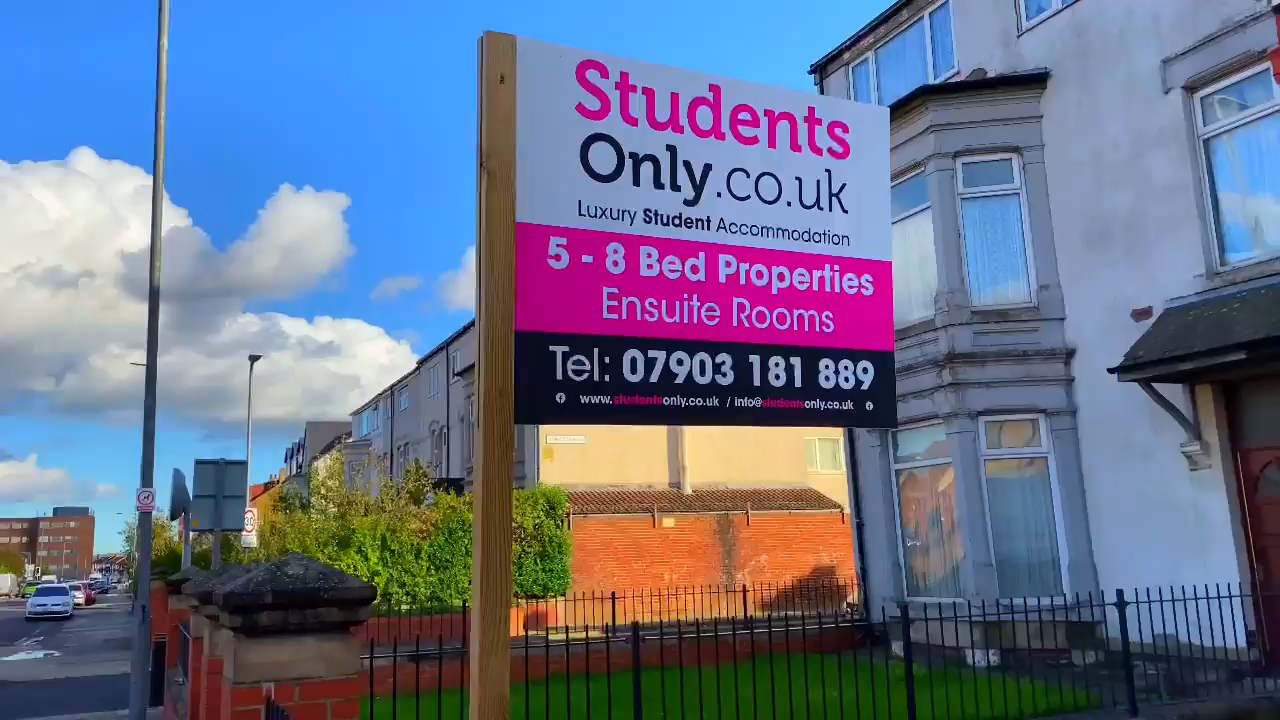 Students
Only.co.uk
Luxury Student Accommodation
5 - 8 Bed Properties
Ensuite Rooms
Tel: 07903 181 889
www.studentsonly.co.uk / info@studentsonly.co.uk
30